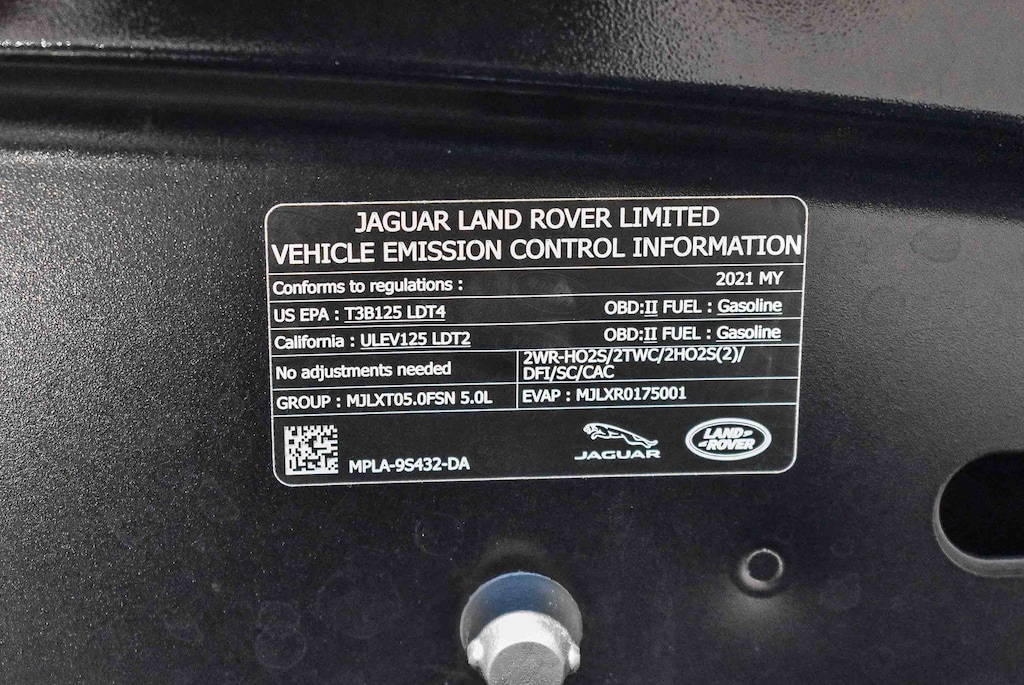 JAGUAR LAND ROVER LIMITED
VEHICLE EMISSION CONTROL INFORMATION
Conforms to regulations : 2021 MY
US EPA : T3B125 LDT4 OBD:II FUEL : Gasoline
California : ULEV125 LDT2 OBD:II FUEL : Gasoline
No adjustments needed
2WR-HO2S/2TWC/2HO2S(2)/
DFI/SC/CAC
GROUP : MJLXT05.0FSN 5.0L
EVAP : MJLXR0175001
MPLA-9S432-DA
JAGUAR
LAND-
-ROVER